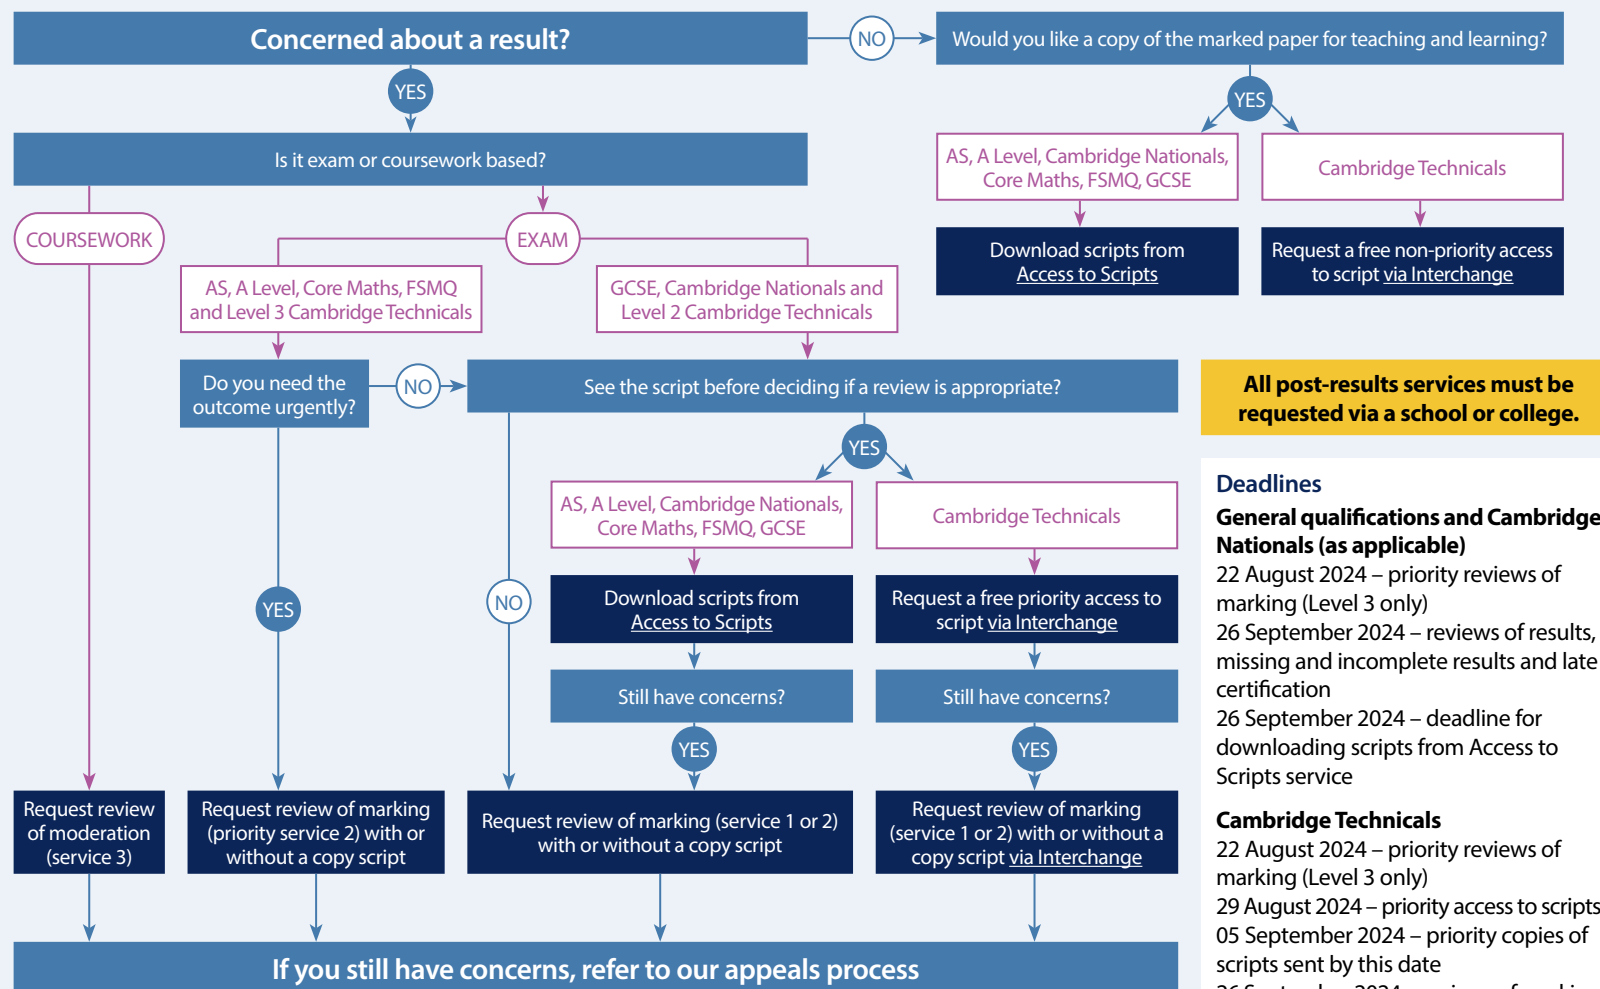 Concerned about a result?
NO
Would you like a copy of the marked paper for teaching and learning?
YES
YES
Is it exam or coursework based?
AS, A Level, Cambridge Nationals,
Core Maths, FSMQ, GCSE
Cambridge Technicals
COURSEWORK
EXAM
Download scripts from
Access to Scripts
Request a free non-priority access
to script via Interchange
AS, A Level, Core Maths, FSMQ
and Level 3 Cambridge Technicals
GCSE, Cambridge Nationals and
Level 2 Cambridge Technicals
Do you need the
outcome urgently?
NO
See the script before deciding if a review is appropriate?
YES
AS, A Level, Cambridge Nationals,
Core Maths, FSMQ, GCSE
Cambridge Technicals
YES
NO
Download scripts from
Access to Scripts
Request a free priority access to
script via Interchange
Still have concerns?
Still have concerns?
YES
YES
Request review
of moderation
(service 3)
Request review of marking
(priority service 2) with or
without a copy script
Request review of marking (service 1 or 2)
with or without a copy script
Request review of marking
(service 1 or 2) with or without a
copy script via Interchange
If you still have concerns, refer to our appeals process
All post-results services must be
requested via a school or college.
Deadlines
General qualifications and Cambridge
Nationals (as applicable)
22 August 2024 – priority reviews of
marking (Level 3 only)
26 September 2024 – reviews of results,
missing and incomplete results and late
certification
26 September 2024 – deadline for
downloading scripts from Access to
Scripts service
Cambridge Technicals
22 August 2024 – priority reviews of
marking (Level 3 only)
29 August 2024 – priority access to scripts
05 September 2024 – priority copies of
scripts sent by this date